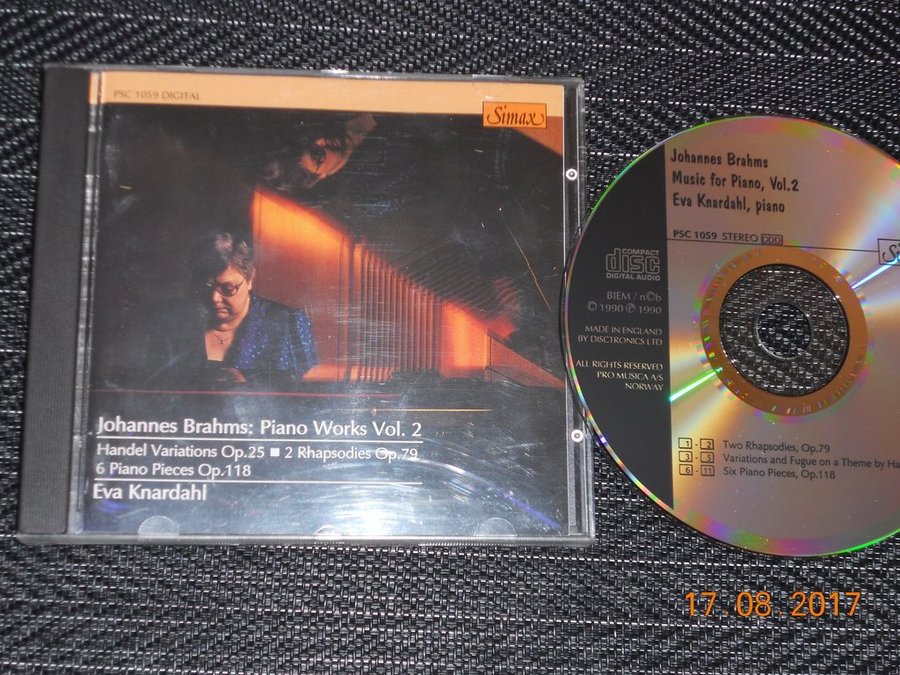 PSC 1059 DIGITAL
Simax
Johannes Brahms: Piano Works Vol. 2
Handel Variations Op.25 ■ 2 Rhapsodies Op.79
6 Piano Pieces Op.118
Eva Knardahl
Johannes Brahms
Music for Piano, Vol.2
Eva Knardahl, piano
PSC 1059 STEREO DDD
COMPACT
disc
DIGITAL AUDIO
BIEM / n©b
© 1990 ℗ 1990
MADE IN ENGLAND
BY DISCTRONICS LTD
ALL RIGHTS RESERVED
PRO MUSICA A/S
NORWAY
1 - 2 Two Rhapsodies, Op.79
3 - 5 Variations and Fugue on a Theme by Ha
6 - 11 Six Piano Pieces, Op.118
17.08.2017